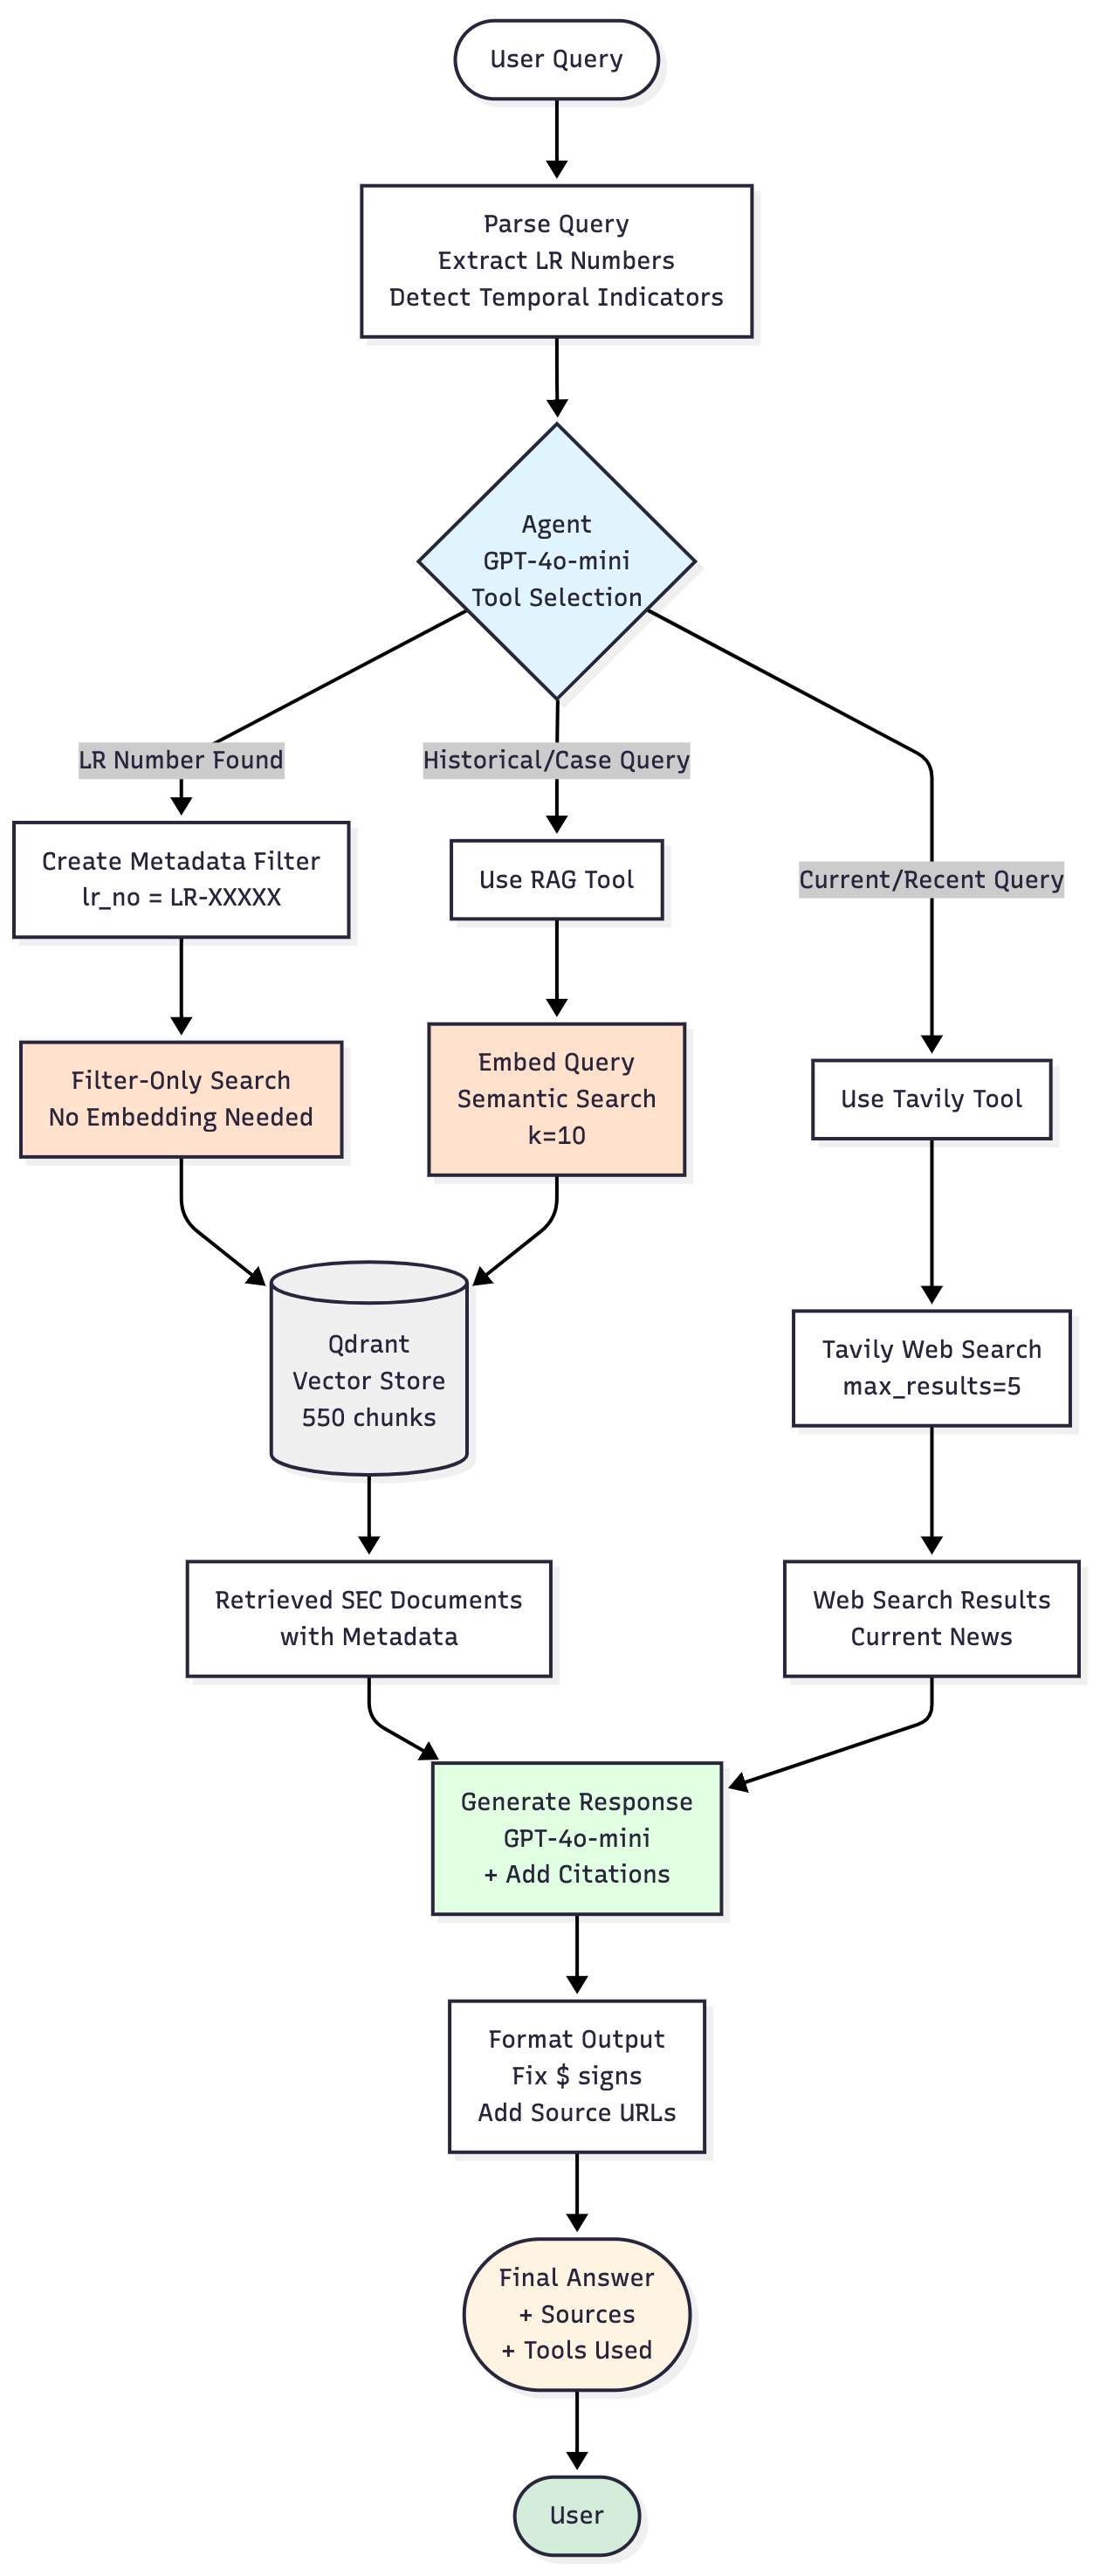 User Query
Parse Query
Extract LR Numbers
Detect Temporal Indicators
Agent
GPT-4o-mini
Tool Selection
LR Number Found
Historical/Case Query
Current/Recent Query
Create Metadata Filter
lr_no = LR-XXXXX
Use RAG Tool
Filter-Only Search
No Embedding Needed
Embed Query
Semantic Search
k=10
Use Tavily Tool
Qdrant
Vector Store
550 chunks
Tavily Web Search
max_results=5
Retrieved SEC Documents
with Metadata
Web Search Results
Current News
Generate Response
GPT-4o-mini
+ Add Citations
Format Output
Fix $ signs
Add Source URLs
Final Answer
+ Sources
+ Tools Used
User